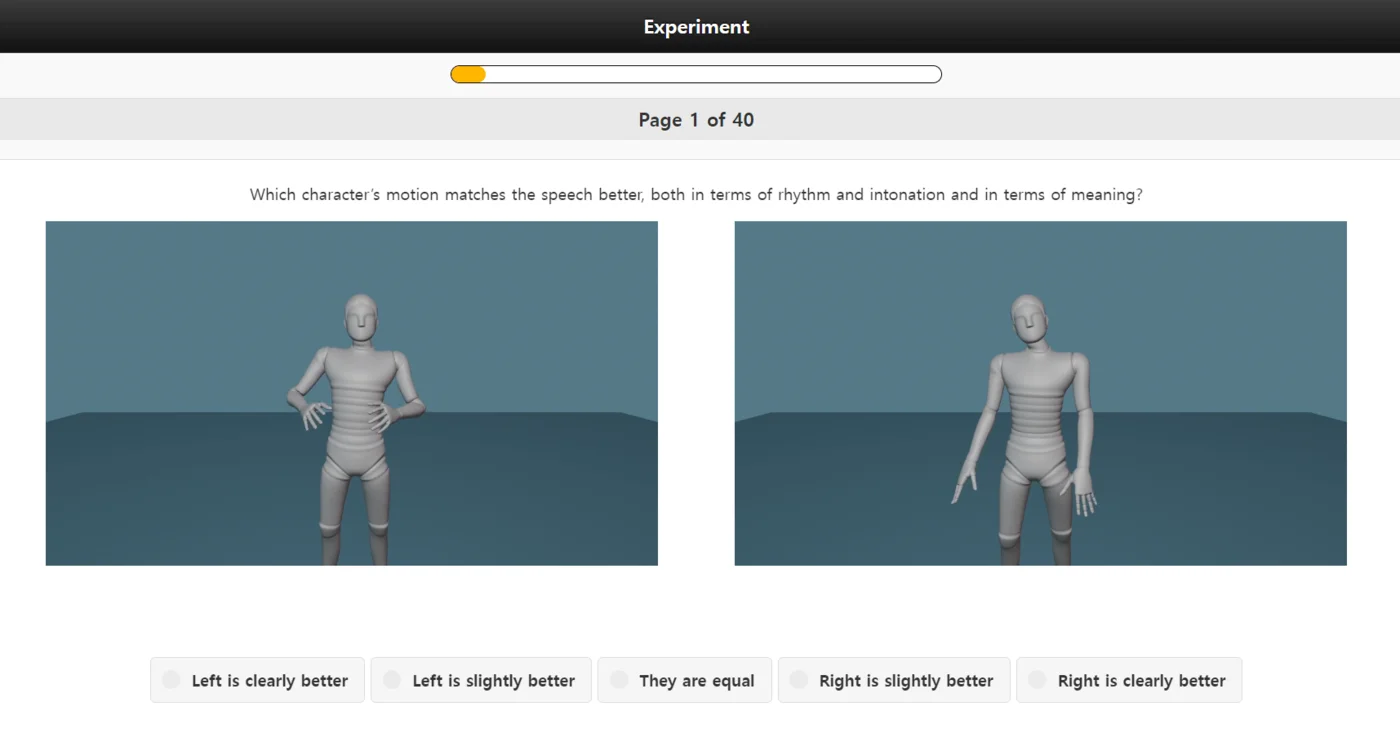 Experiment
Page 1 of 40
Which character's motion matches the speech better, both in terms of rhythm and intonation and in terms of meaning?
Left is clearly better
Left is slightly better
They are equal
Right is slightly better
Right is clearly better